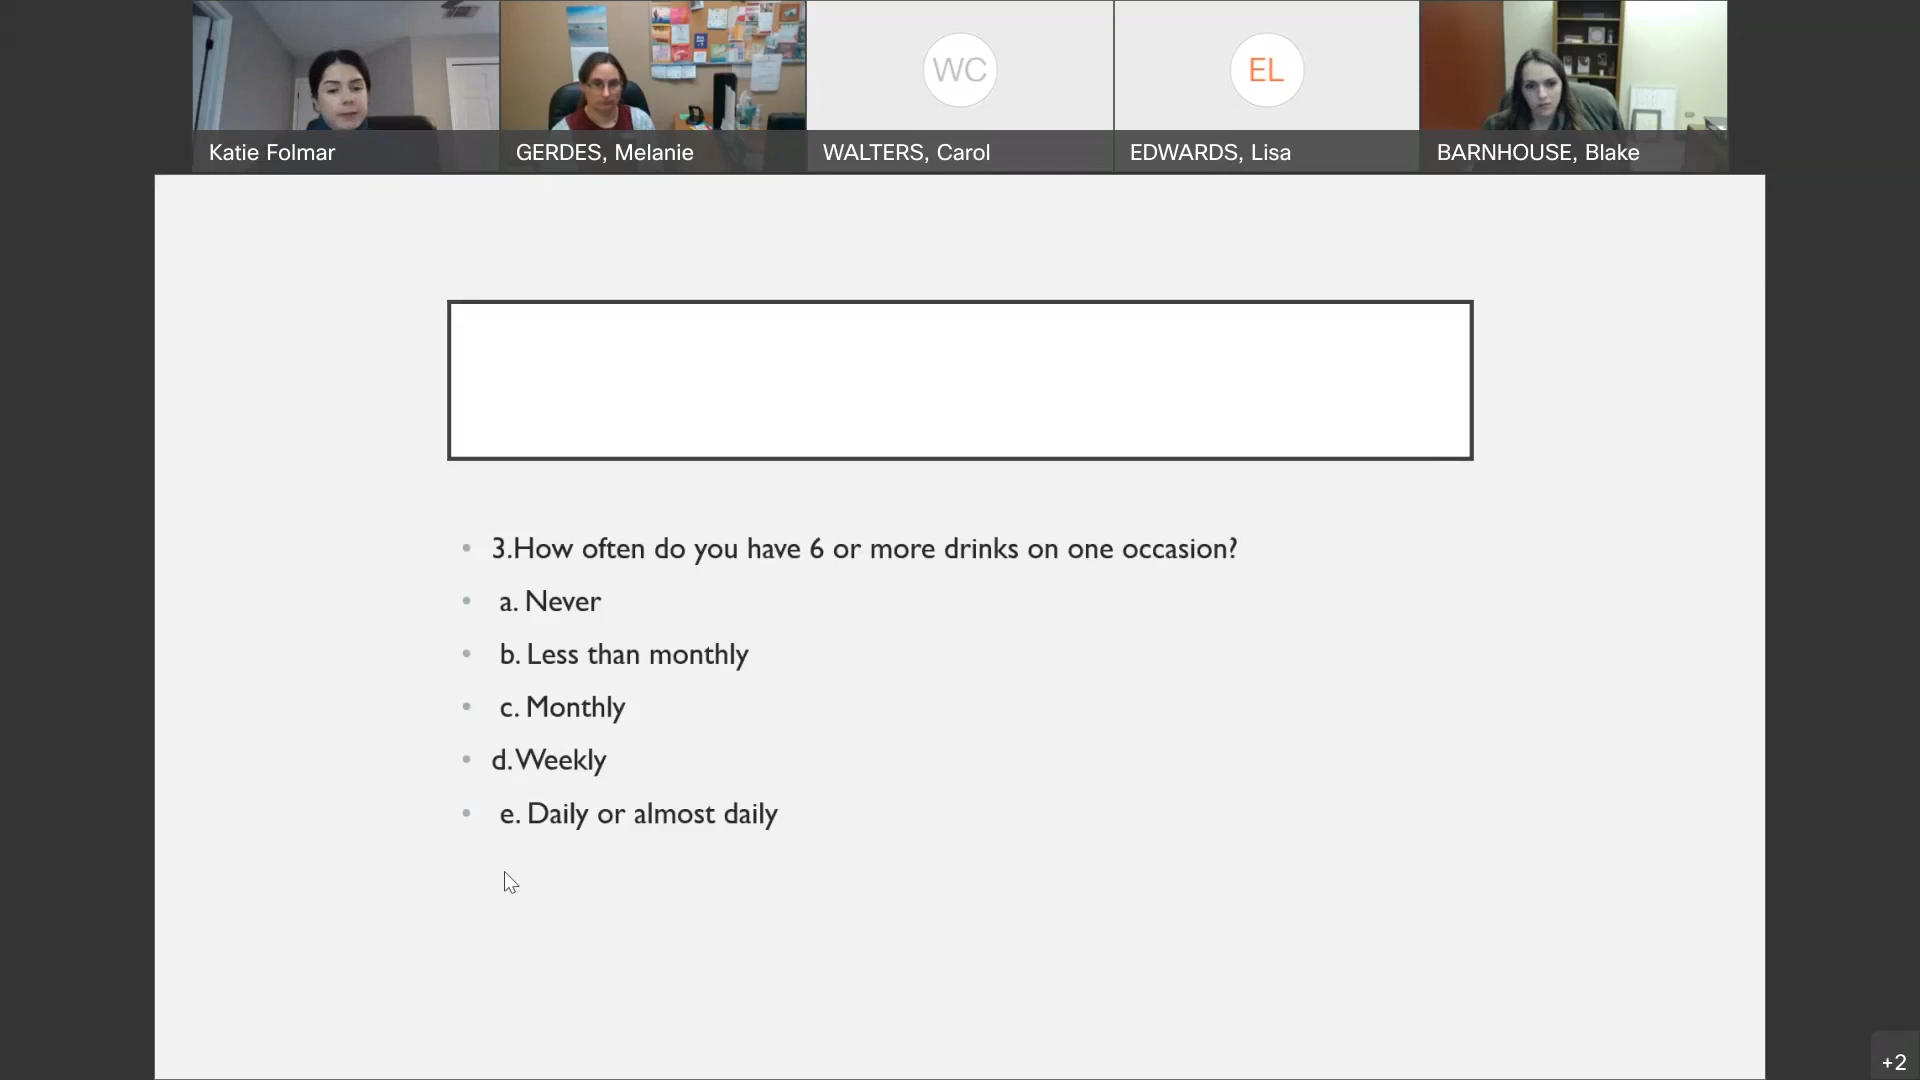 WC
EL
Katie Folmar
GERDES, Melanie
WALTERS, Carol
EDWARDS, Lisa
BARNHOUSE, Blake
3.How often do you have 6 or more drinks on one occasion?
a. Never
b. Less than monthly
c. Monthly
d. Weekly
e. Daily or almost daily
+2